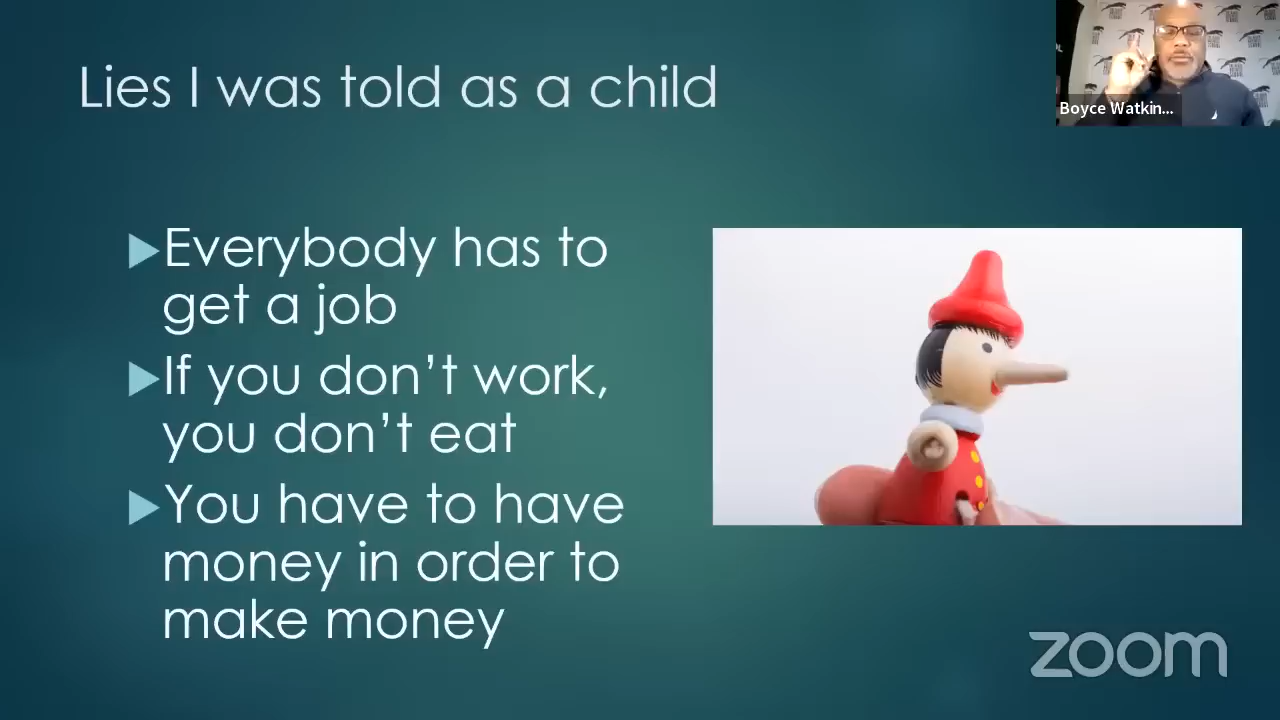 Lies I was told as a child
Boyce Watkin...
Everybody has to
get a job
If you don’t work,
you don’t eat
You have to have
money in order to
make money
zoom